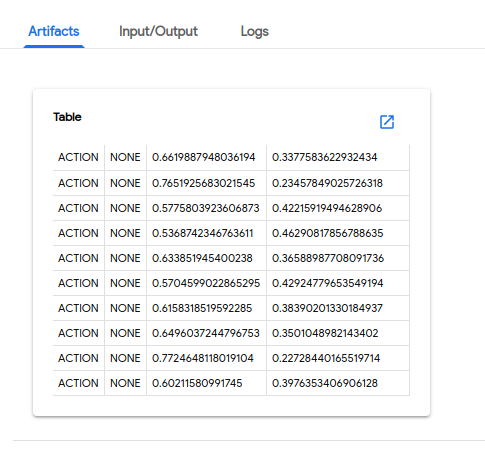 Artifacts Input/Output Logs
Table
ACTION NONE 0.6619887948036194 0.3377583622932434
ACTION NONE 0.7651925683021545 0.23457849025726318
ACTION NONE 0.5775803923606873 0.42215919494628906
ACTION NONE 0.5368742346763611 0.46290817856788635
ACTION NONE 0.633851945400238 0.36588987708091736
ACTION NONE 0.5704599022865295 0.42924779653549194
ACTION NONE 0.6158318519592285 0.38390201330184937
ACTION NONE 0.6496037244796753 0.3501048982143402
ACTION NONE 0.7724648118019104 0.22728440165519714
ACTION NONE 0.60211580991745 0.3976353406906128